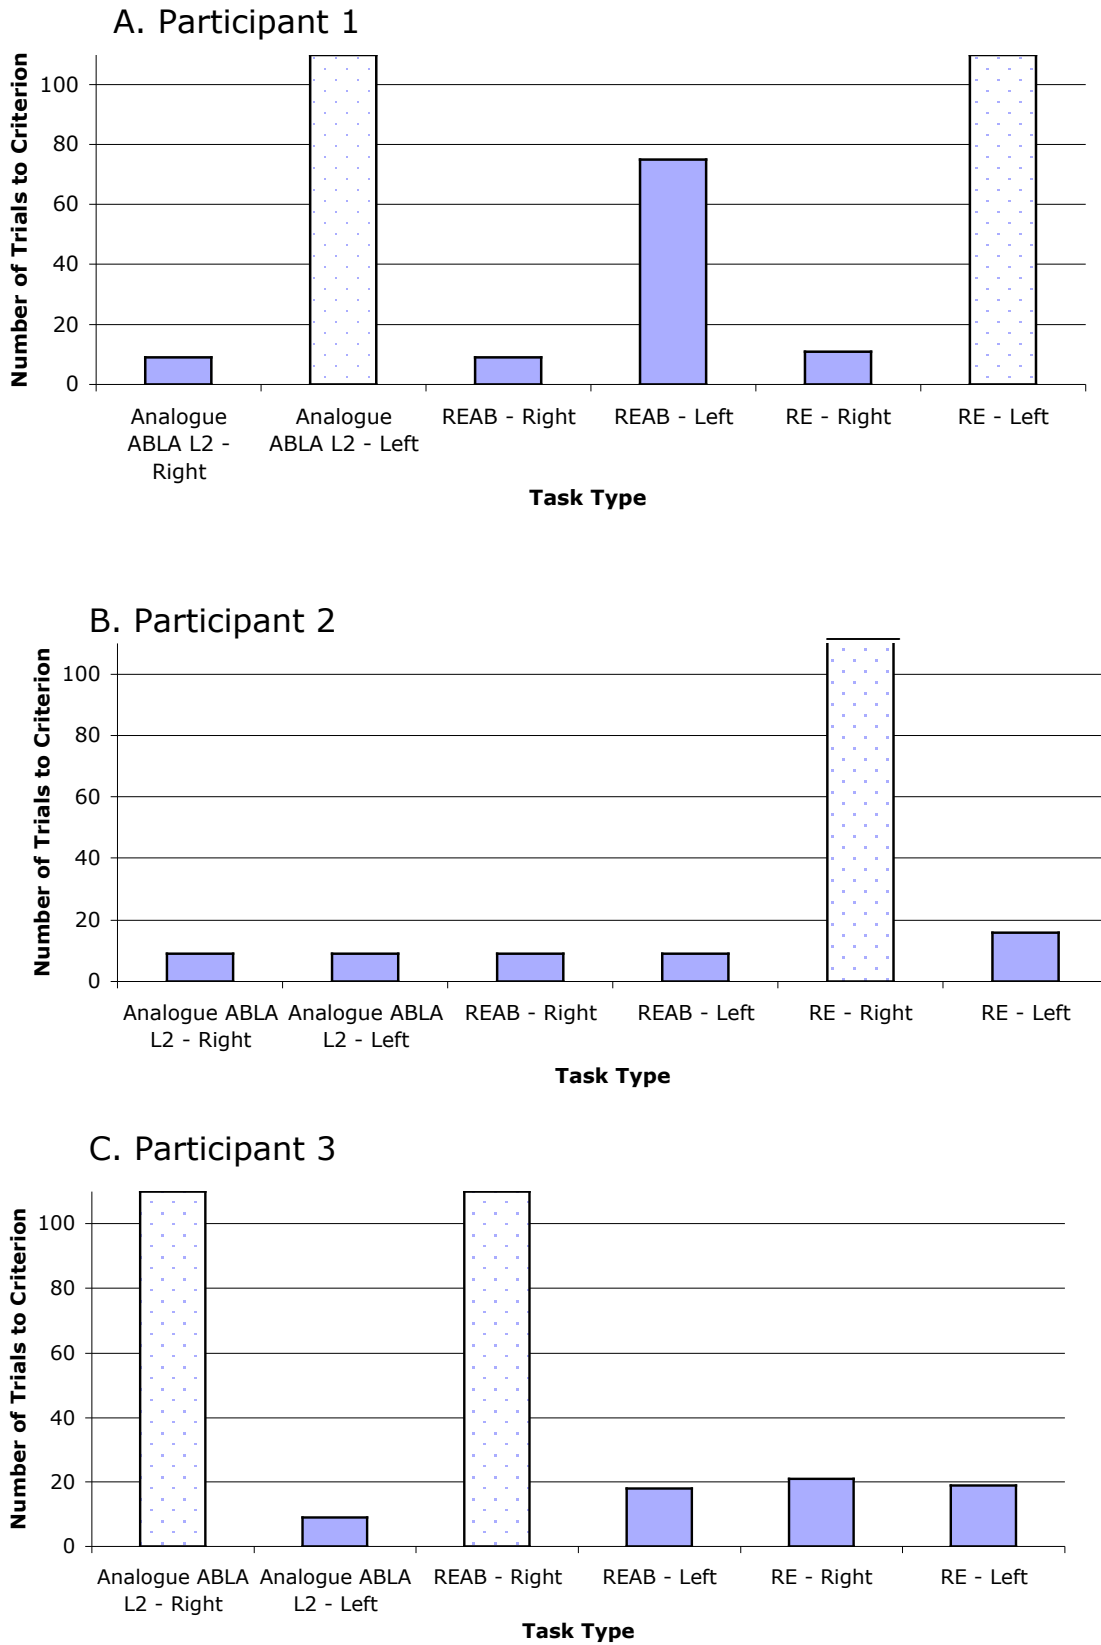 A. Participant 1
Number of Trials to Criterion
100
80
60
40
20
0
Analogue
ABLA L2 -
Right
Analogue
ABLA L2 - Left
REAB - Right
REAB - Left
RE - Right
RE - Left
Task Type
B. Participant 2
Number of Trials to Criterion
100
80
60
40
20
0
Analogue ABLA
L2 - Right
Analogue ABLA
L2 - Left
REAB - Right
REAB - Left
RE - Right
RE - Left
Task Type
C. Participant 3
Number of Trials to Criterion
100
80
60
40
20
0
Analogue ABLA
L2 - Right
Analogue ABLA
L2 - Left
REAB - Right
REAB - Left
RE - Right
RE - Left
Task Type